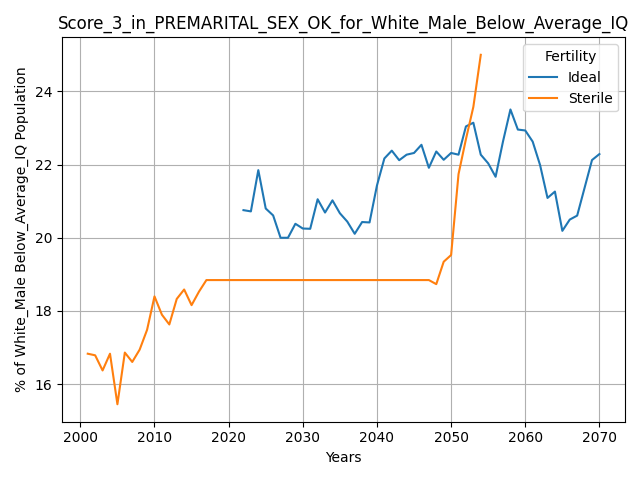 Score_3_in_PREMARITAL_SEX_OK_for_White_Male_Below_Average_IQ
% of White_Male Below_Average_IQ Population
24
22
20
18
16
Fertility
Ideal
Sterile
2000 2010 2020 2030 2040 2050 2060 2070
Years